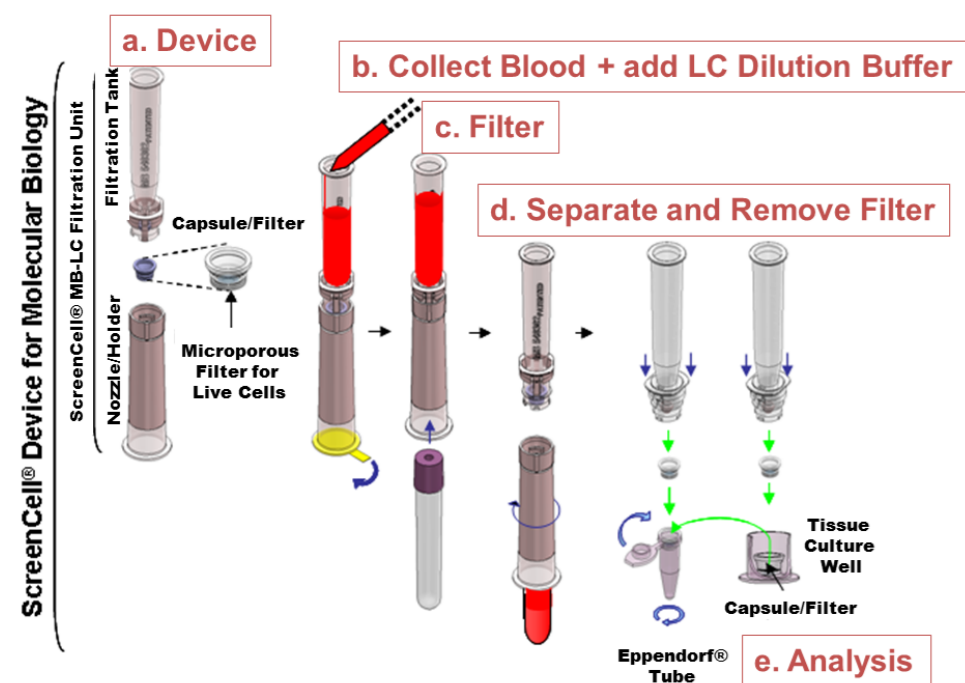 a. Device
b. Collect Blood + add LC Dilution Buffer
c. Filter
d. Separate and Remove Filter
ScreenCell® Device for Molecular Biology
ScreenCell® MB-LC Filtration Unit
Filtration Tank
Nozzle/Holder
Capsule/Filter
Microporous
Filter for
Live Cells
Tissue
Culture
Well
Capsule/Filter
Eppendorf®
Tube
e. Analysis